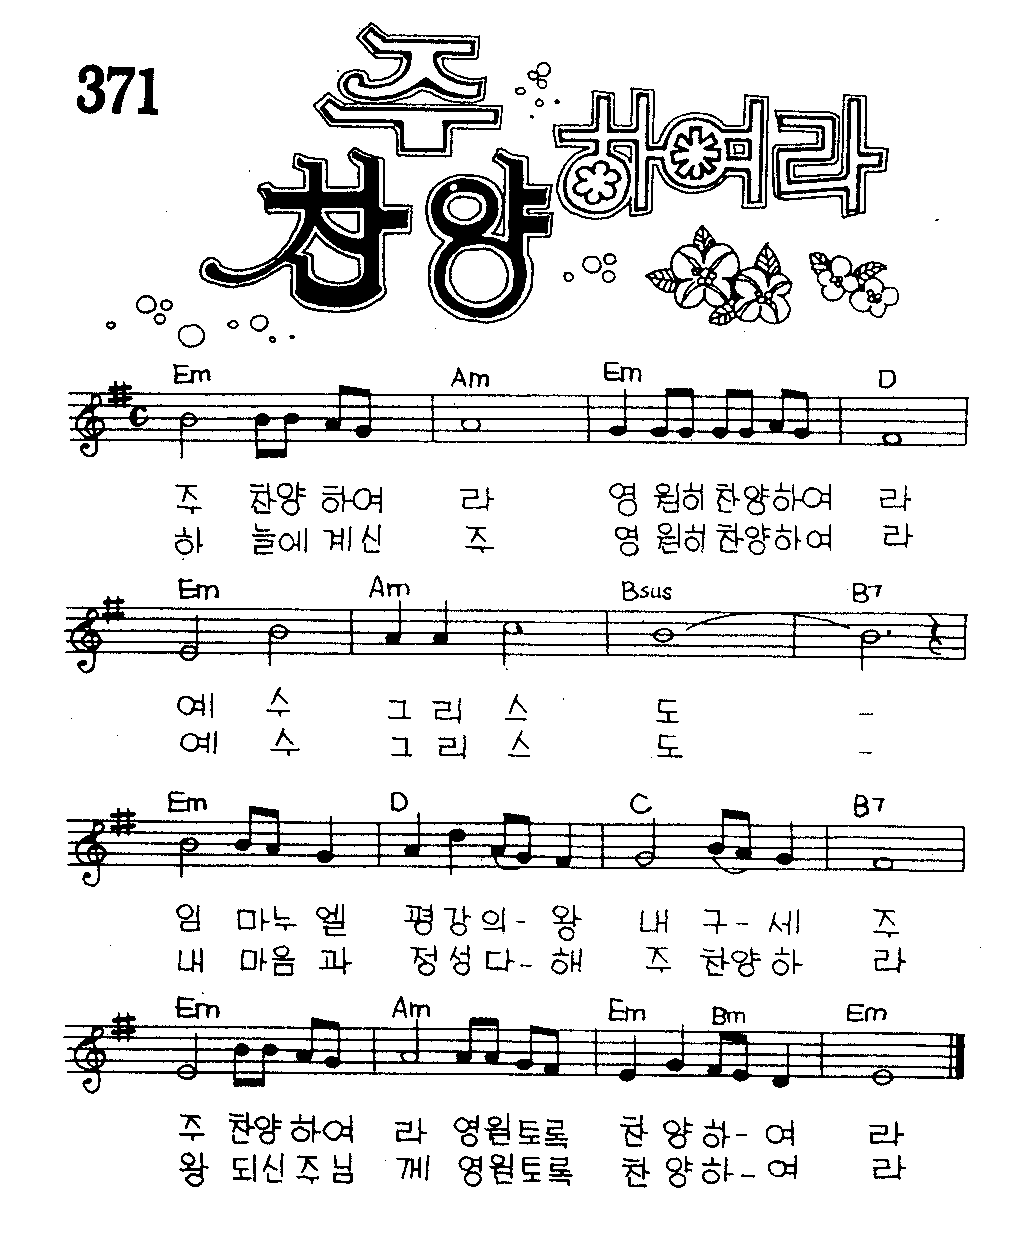 371
주
찬양하여라
Em Am Em D
주 찬양 하여 라 영 원히 찬양하여 라
하 늘에 계신 주 영 원히 찬양하여 라
Em Am Bsus B7
예 수 그 리 스 도 -
예 수 그 리 스 도 -
Em D C B7
임 마누 엘 평 강 의- 왕 내 구- 세 주
내 마음 과 정 성 다- 해 주 찬양 하 라
Em Am Em Bm Em
주 찬양 하여 라 영원토록 찬 양 하- 여 라
왕 되신 주 님 께 영원토록 찬 양 하- 여 라